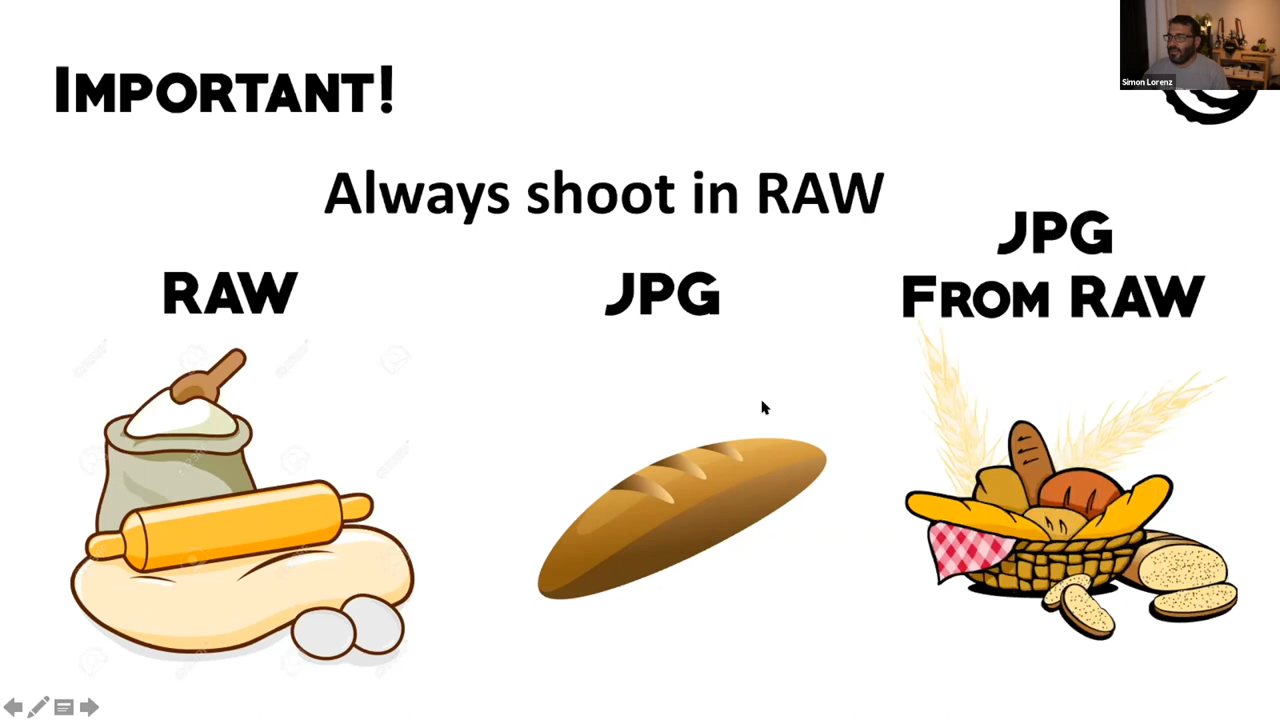 IMPORTANT!
Simon Lorenz
Always shoot in RAW
RAW
JPG
JPG
FROM RAW